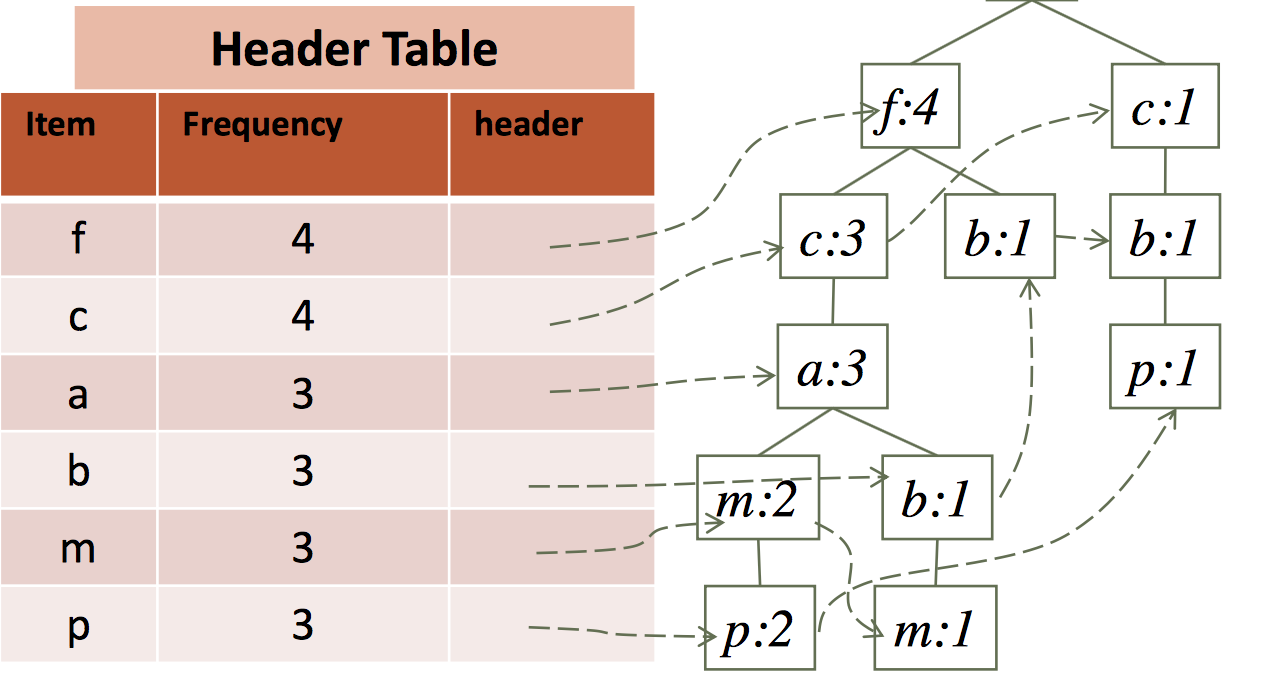 Header Table
Item Frequency header
f 4
c 4
a 3
b 3
m 3
p 3
f:4 c:1
c:3 b:1 b:1
a:3 p:1
m:2 b:1
p:2 m:1